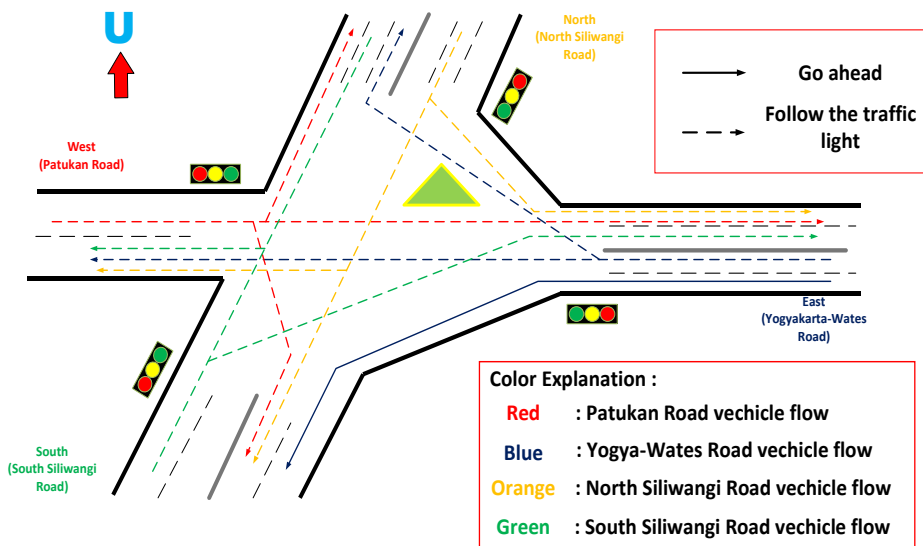 U
North
(North Siliwangi
Road)
Go ahead
Follow the traffic
light
West
(Patukan Road)
East
(Yogyakarta-Wates
Road)
South
(South Siliwangi
Road)
Color Explanation :
Red : Patukan Road vechicle flow
Blue : Yogya-Wates Road vechicle flow
Orange : North Siliwangi Road vechicle flow
Green : South Siliwangi Road vechicle flow